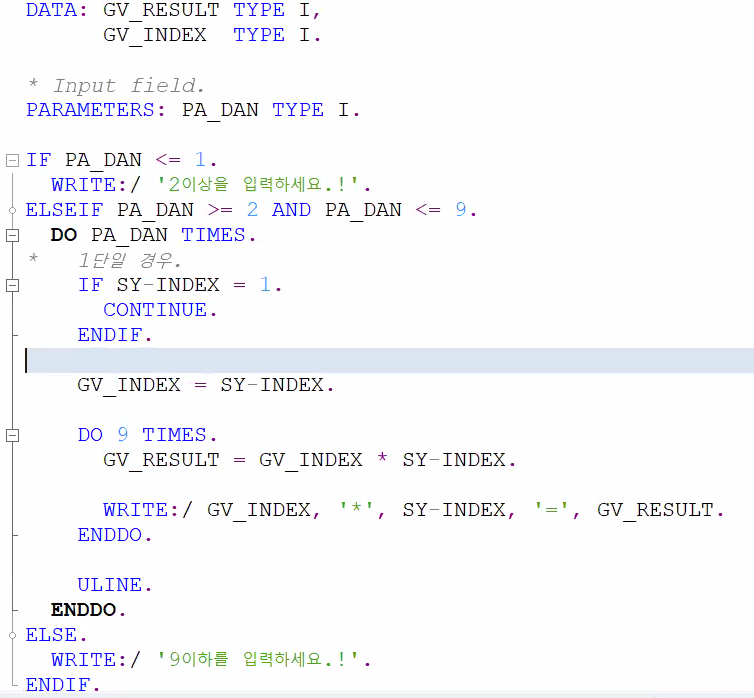 DATA: GV_RESULT TYPE I,
      GV_INDEX  TYPE I.
* Input field.
PARAMETERS: PA_DAN TYPE I.
IF PA_DAN <= 1.
  WRITE:/ '2이상을 입력하세요.!'.
ELSEIF PA_DAN >= 2 AND PA_DAN <= 9.
  DO PA_DAN TIMES.
*   1단일 경우.
    IF SY-INDEX = 1.
      CONTINUE.
    ENDIF.
    GV_INDEX = SY-INDEX.
    DO 9 TIMES.
      GV_RESULT = GV_INDEX * SY-INDEX.
      WRITE:/ GV_INDEX, '*', SY-INDEX, '=', GV_RESULT.
    ENDDO.
    ULINE.
  ENDDO.
ELSE.
  WRITE:/ '9이하를 입력하세요.!'.
ENDIF.